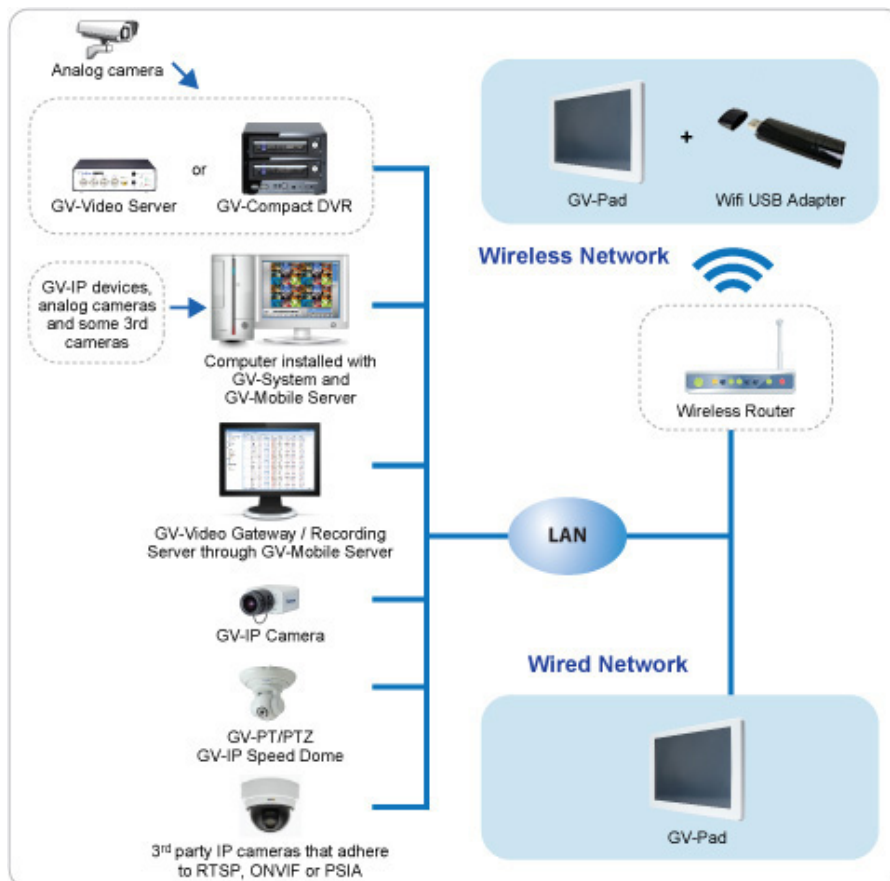 Analog camera
GV-Video Server
or
GV-Compact DVR
GV-IP devices,
analog cameras
and some 3rd
cameras
Computer installed with
GV-System and
GV-Mobile Server
GV-Video Gateway / Recording
Server through GV-Mobile Server
GV-IP Camera
GV-PT/PTZ
GV-IP Speed Dome
3rd party IP cameras that adhere
to RTSP, ONVIF or PSIA
LAN
GV-Pad
+
Wifi USB Adapter
Wireless Network
Wireless Router
Wired Network
GV-Pad